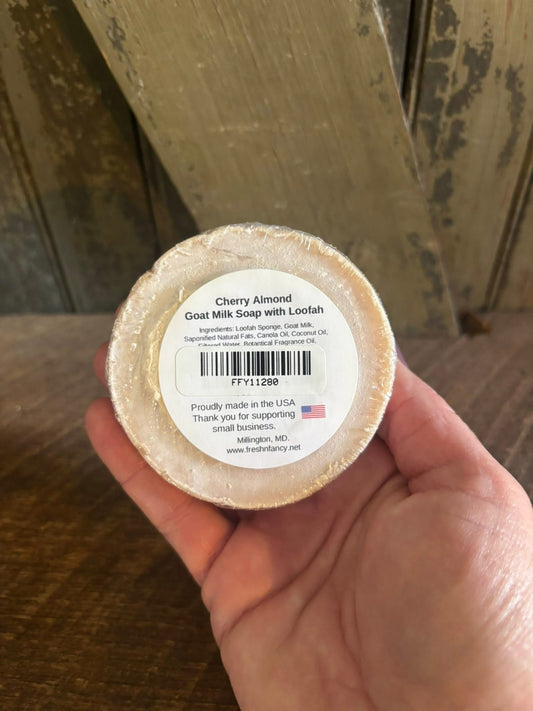 Cherry Almond
Goat Milk Soap with Loofah
Ingredients: Loofah Sponge, Goat Milk,
Saponified Natural Fats, Canola Oil, Coconut Oil,
Water, Botanical Fragrance Oil,
FFY11280
Proudly made in the USA
Thank you for supporting
small business.
Millington, MD.
www.freshnfancy.net